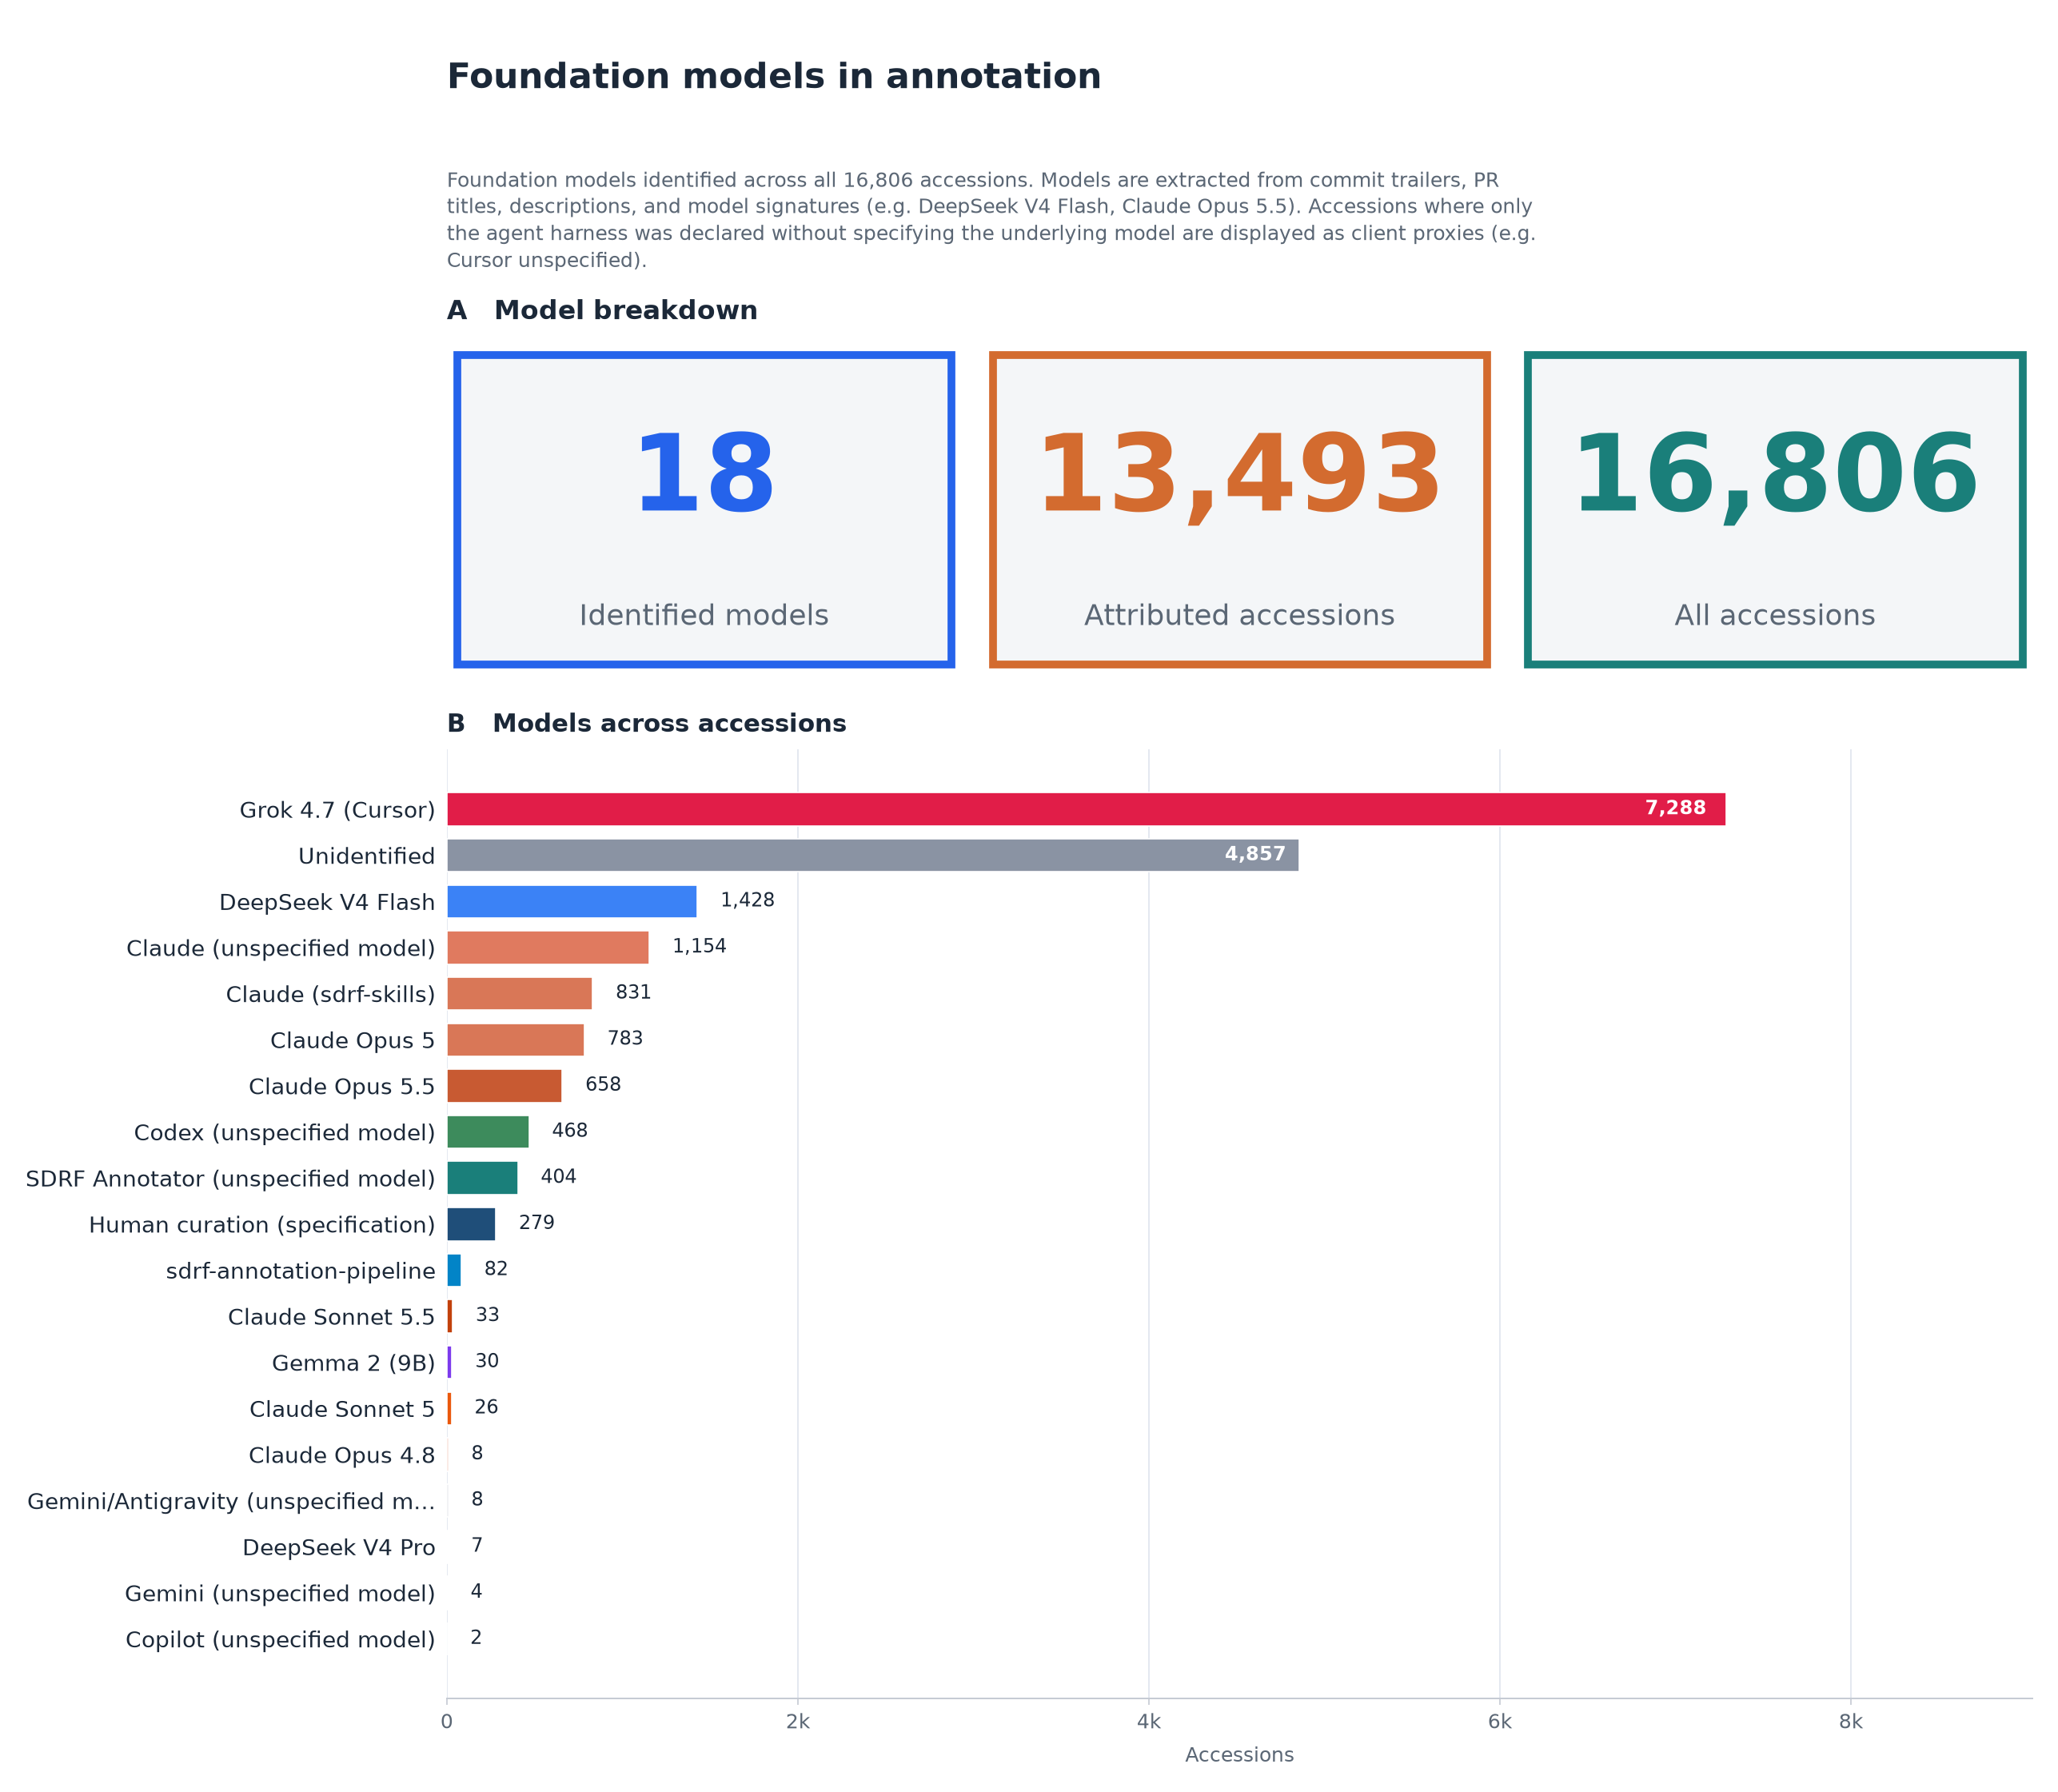 Foundation models in annotation
Foundation models identified across all 16,806 accessions. Models are extracted from commit trailers, PR
titles, descriptions, and model signatures (e.g. DeepSeek V4 Flash, Claude Opus 5.5). Accessions where only
the agent harness was declared without specifying the underlying model are displayed as client proxies (e.g.
Cursor unspecified).
A Model breakdown
18
Identified models
13,493
Attributed accessions
16,806
All accessions
B Models across accessions
Grok 4.7 (Cursor) 7,288
Unidentified 4,857
DeepSeek V4 Flash 1,428
Claude (unspecified model) 1,154
Claude (sdrf-skills) 831
Claude Opus 5 783
Claude Opus 5.5 658
Codex (unspecified model) 468
SDRF Annotator (unspecified model) 404
Human curation (specification) 279
sdrf-annotation-pipeline 82
Claude Sonnet 5.5 33
Gemma 2 (9B) 30
Claude Sonnet 5 26
Claude Opus 4.8 8
Gemini/Antigravity (unspecified m... 8
DeepSeek V4 Pro 7
Gemini (unspecified model) 4
Copilot (unspecified model) 2
0 2k 4k 6k 8k
Accessions